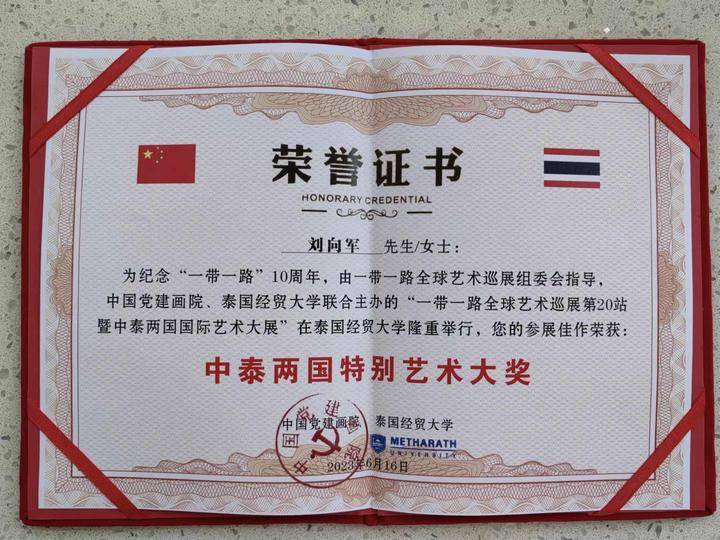 荣誉证书
HONORARY CREDENTIAL
刘向军 先生/女士：
为纪念“一带一路”10周年，由一带一路全球艺术巡展组委会指导，
中国党建画院、泰国经贸大学联合主办的“一带一路全球艺术巡展第20站
暨中泰两国国际艺术大展”在泰国经贸大学隆重举行，您的参展佳作荣获：
中泰两国特别艺术大奖
中国党建画院 泰国经贸大学
中国党建画院
METHARATH
UNIVERSITY
2023年6月16日